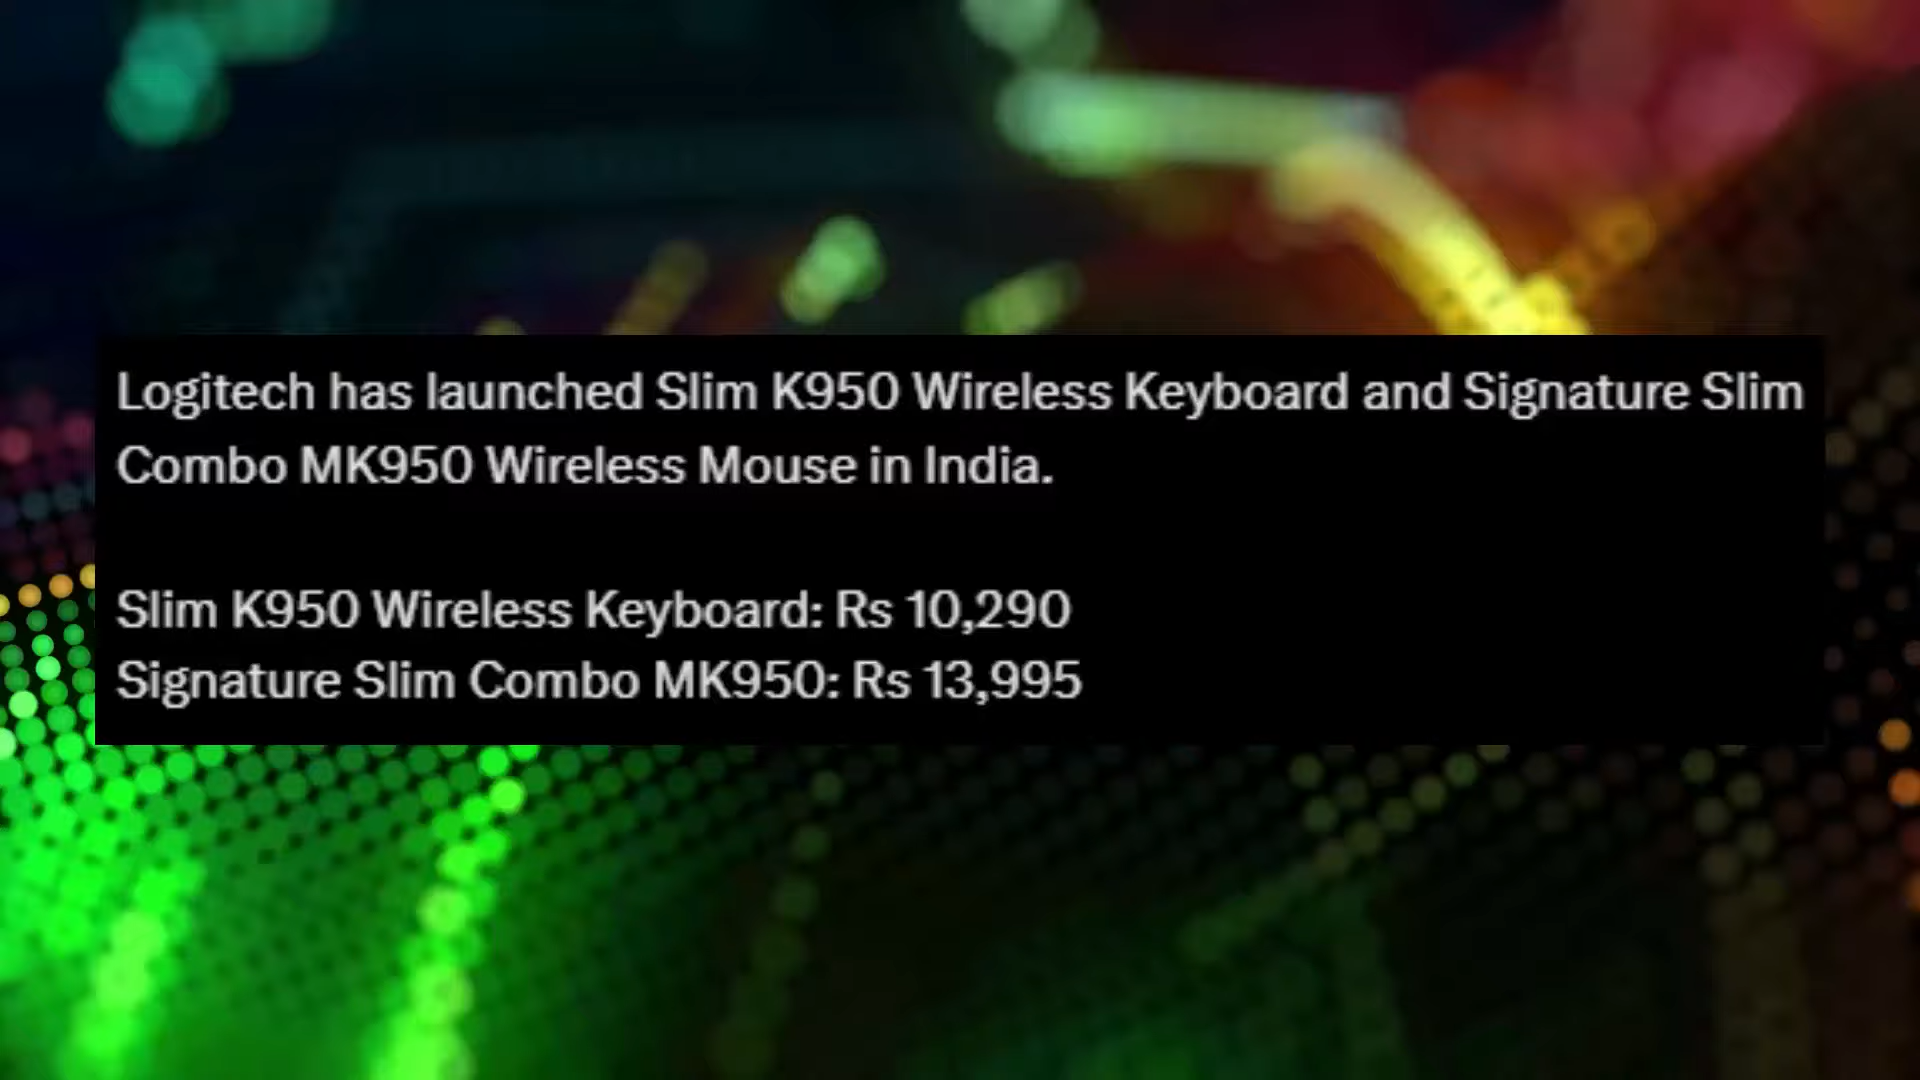 Logitech has launched Slim K950 Wireless Keyboard and Signature Slim
Combo MK950 Wireless Mouse in India.
Slim K950 Wireless Keyboard: Rs 10,290
Signature Slim Combo MK950: Rs 13,995